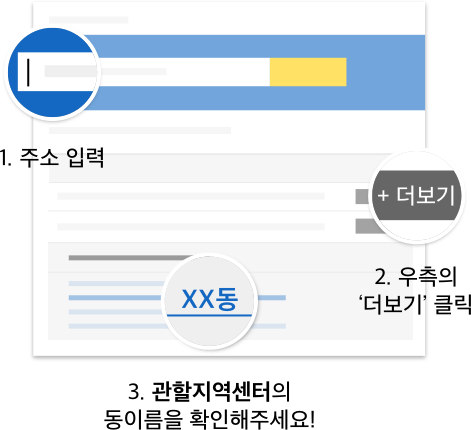 1. 주소 입력
+ 더보기
2. 우측의
‘더보기’ 클릭
XX동
3. 관할지역센터의
동이름을 확인해주세요!